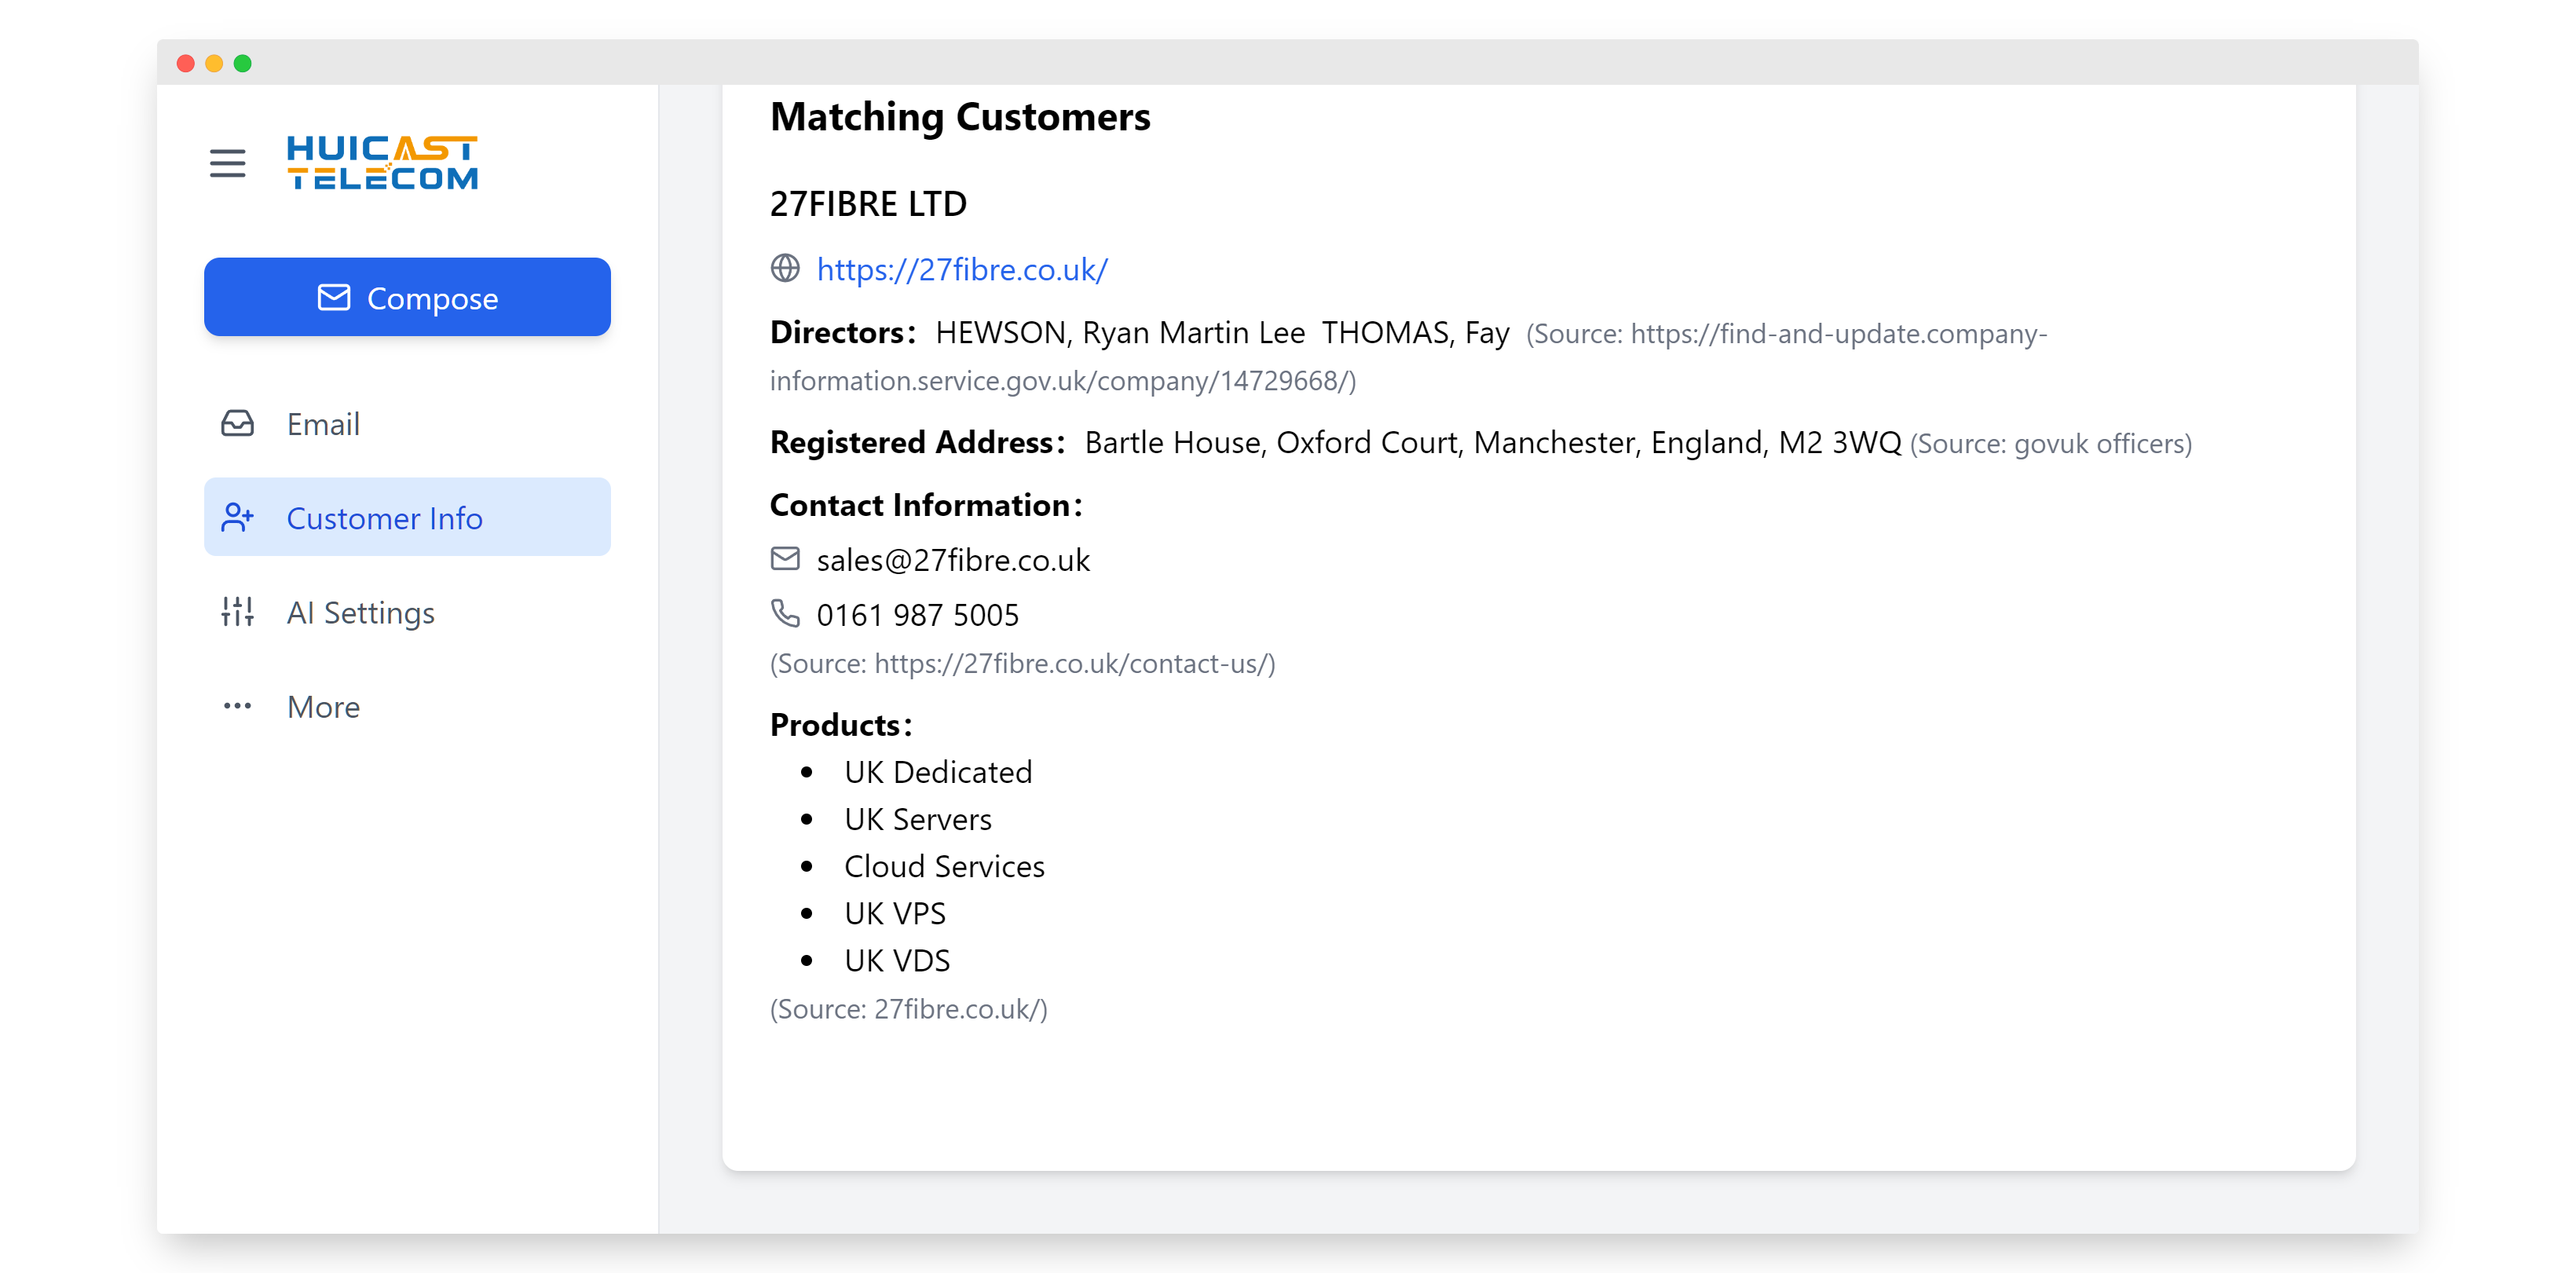 HUICAST
TELECOM
Compose
Email
Customer Info
AI Settings
More
Matching Customers
27FIBRE LTD
https://27fibre.co.uk/
Directors： HEWSON, Ryan Martin Lee THOMAS, Fay (Source: https://find-and-update.company-
information.service.gov.uk/company/14729668/)
Registered Address： Bartle House, Oxford Court, Manchester, England, M2 3WQ (Source: govuk officers)
Contact Information：
sales@27fibre.co.uk
0161 987 5005
(Source: https://27fibre.co.uk/contact-us/)
Products：
• UK Dedicated
• UK Servers
• Cloud Services
• UK VPS
• UK VDS
(Source: 27fibre.co.uk/)